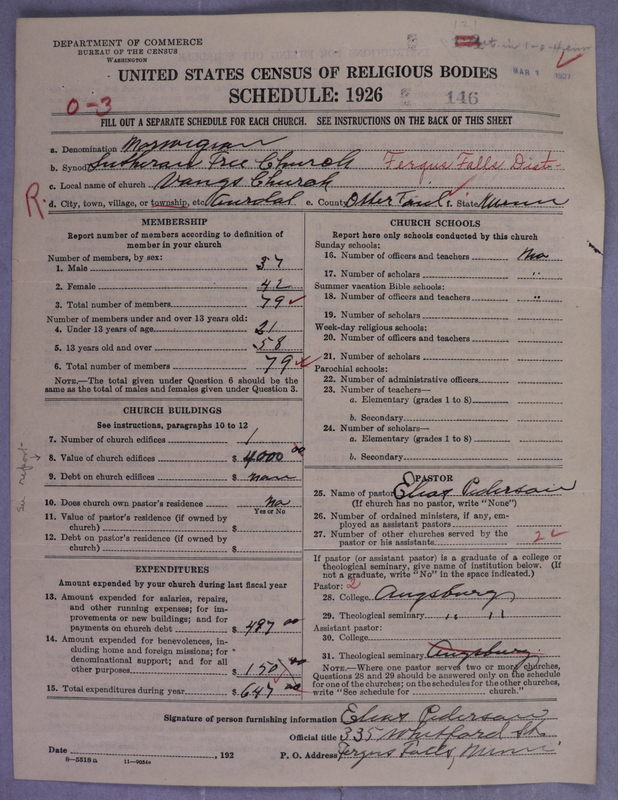 DEPARTMENT OF COMMERCE
BUREAU OF THE CENSUS
WASHINGTON
MAR 1 1927
UNITED STATES CENSUS OF RELIGIOUS BODIES
SCHEDULE: 1926
146
0-3
FILL OUT A SEPARATE SCHEDULE FOR EACH CHURCH. SEE INSTRUCTIONS ON THE BACK OF THIS SHEET
a. Denomination Norwegian
b. Synod Lutheran Free Church Fergus Falls Dist.
c. Local name of church Vangs Church
R. d. City, town, village, or township, etc. Aurdal e. County Otter Tail f. State Minn
MEMBERSHIP
Report number of members according to definition of
member in your church
Number of members, by sex:
1. Male 37
2. Female 42
3. Total number of members 79
Number of members under and over 13 years old:
4. Under 13 years of age 21
5. 13 years old and over 58
6. Total number of members 79
NOTE.—The total given under Question 6 should be the
same as the total of males and females given under Question 3.
CHURCH BUILDINGS
See instructions, paragraphs 10 to 12
7. Number of church edifices 1
8. Value of church edifices $ 4000 00
9. Debt on church edifices $ none
10. Does church own pastor's residence No
Yes or No
11. Value of pastor's residence (if owned by
church) $
12. Debt on pastor's residence (if owned by
church) $
EXPENDITURES
Amount expended by your church during last fiscal year
13. Amount expended for salaries, repairs,
and other running expenses; for im-
provements or new buildings; and for
payments on church debt $ 497 00
14. Amount expended for benevolences, in-
cluding home and foreign missions; for
denominational support; and for all
other purposes $ 150 00
15. Total expenditures during year $ 647 00
CHURCH SCHOOLS
Report here only schools conducted by this church
Sunday schools:
16. Number of officers and teachers No
17. Number of scholars "
Summer vacation Bible schools:
18. Number of officers and teachers "
19. Number of scholars
Week-day religious schools:
20. Number of officers and teachers
21. Number of scholars
Parochial schools:
22. Number of administrative officers
23. Number of teachers—
a. Elementary (grades 1 to 8)
b. Secondary
24. Number of scholars—
a. Elementary (grades 1 to 8)
b. Secondary
PASTOR
25. Name of pastor Elias Pederson
(If church has no pastor, write "None")
26. Number of ordained ministers, if any, em-
ployed as assistant pastors
27. Number of other churches served by the
pastor or his assistants 2
If pastor (or assistant pastor) is a graduate of a college or
theological seminary, give name of institution below. (If
not a graduate, write "No" in the space indicated.)
Pastor: 2
28. College Augsburg
29. Theological seminary " "
Assistant pastor:
30. College
31. Theological seminary Augsburg
NOTE.—Where one pastor serves two or more churches,
Questions 28 and 29 should be answered only on the schedule
for one of the churches; on the schedules for the other churches,
write "See schedule for church."
Signature of person furnishing information Elias Pederson
Official title 335 Whitford St.
Date , 192 P. O. Address Fergus Falls, Minn.
8-5518a 11-9054a